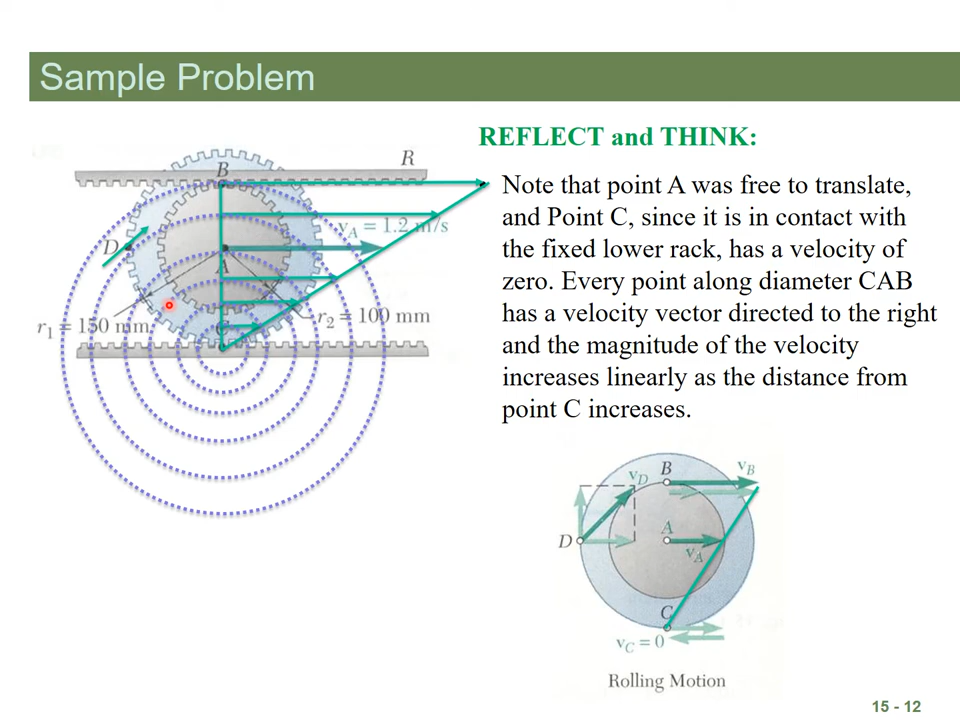 Sample Problem
REFLECT and THINK:
Note that point A was free to translate,
and Point C, since it is in contact with
the fixed lower rack, has a velocity of
zero. Every point along diameter CAB
has a velocity vector directed to the right
and the magnitude of the velocity
increases linearly as the distance from
point C increases.
R
B
v_A = 1.2 m/s
D
A
r₁ = 150 mm
r₂ = 100 mm
C
v_D
B
v_B
A
D
v_A
C
v_C = 0
Rolling Motion
15 - 12